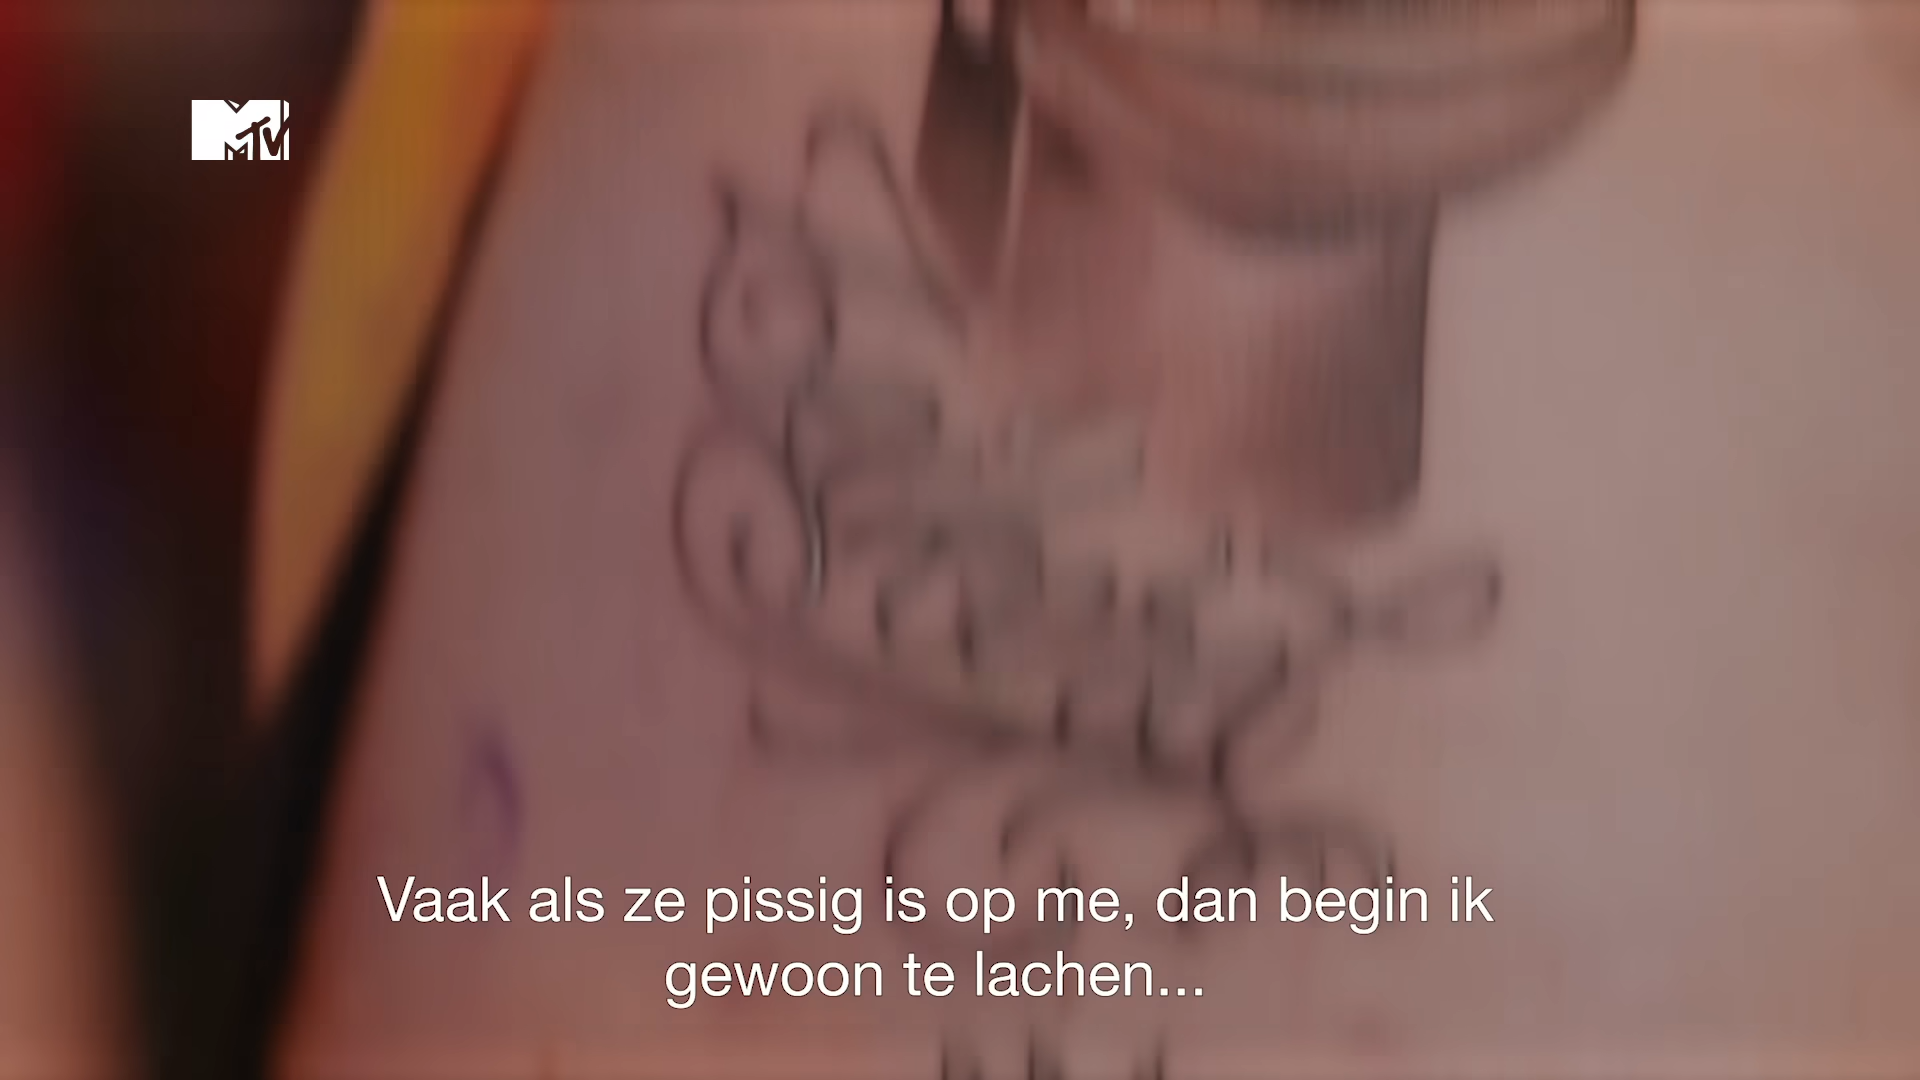 MTV
Vaak als ze pissig is op me, dan begin ik
gewoon te lachen...